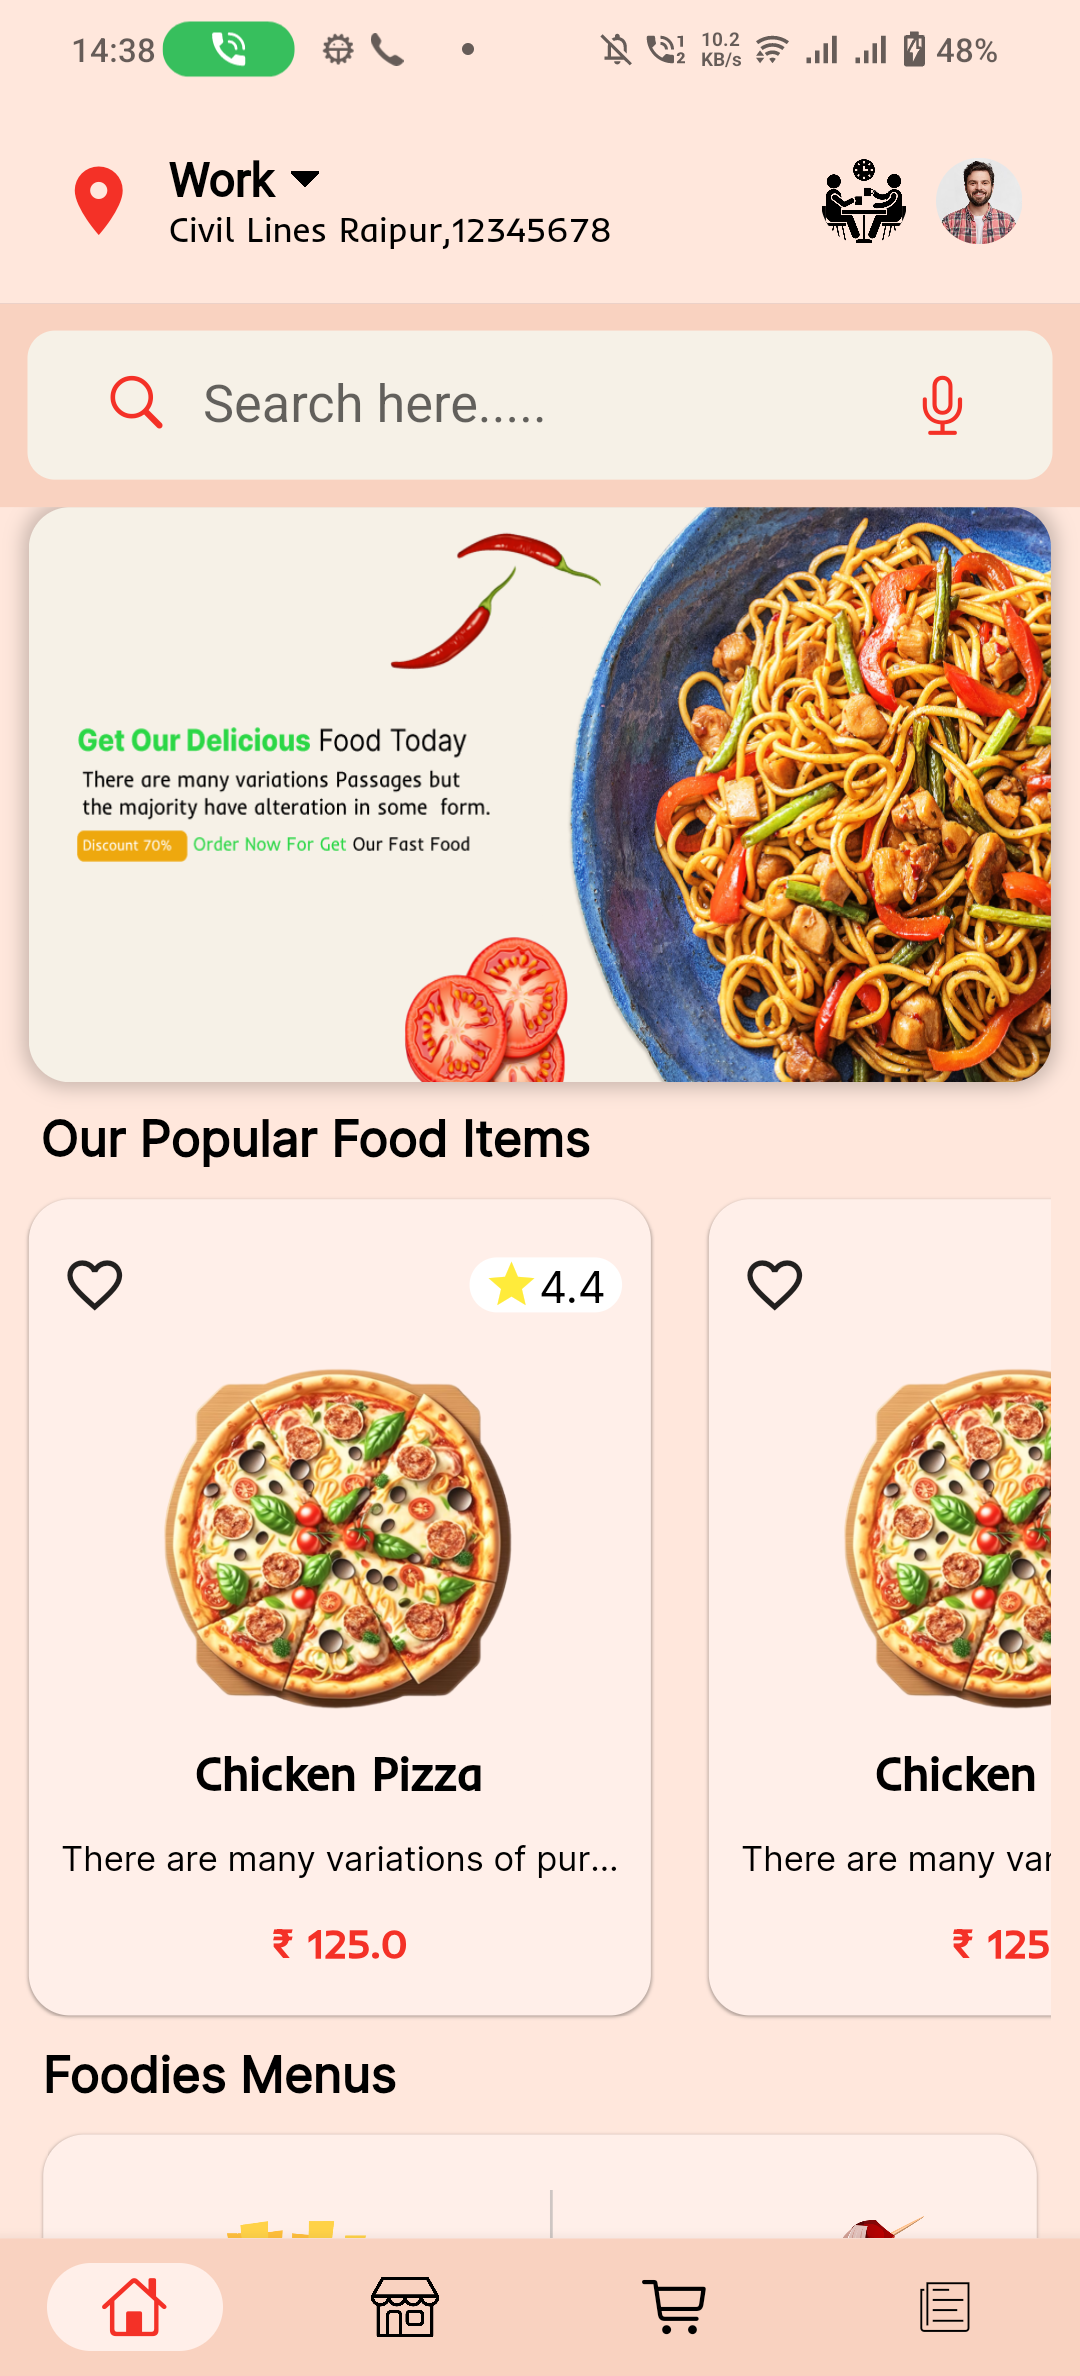 14:38
1 2
10.2
KB/s
48%
Work
Civil Lines Raipur,12345678
Search here.....
Get Our Delicious Food Today
There are many variations Passages but
the majority have alteration in some form.
Discount 70% Order Now For Get Our Fast Food
Our Popular Food Items
4.4
Chicken Pizza
There are many variations of pur...
₹ 125.0
Chicken
There are many var
₹ 125
Foodies Menus